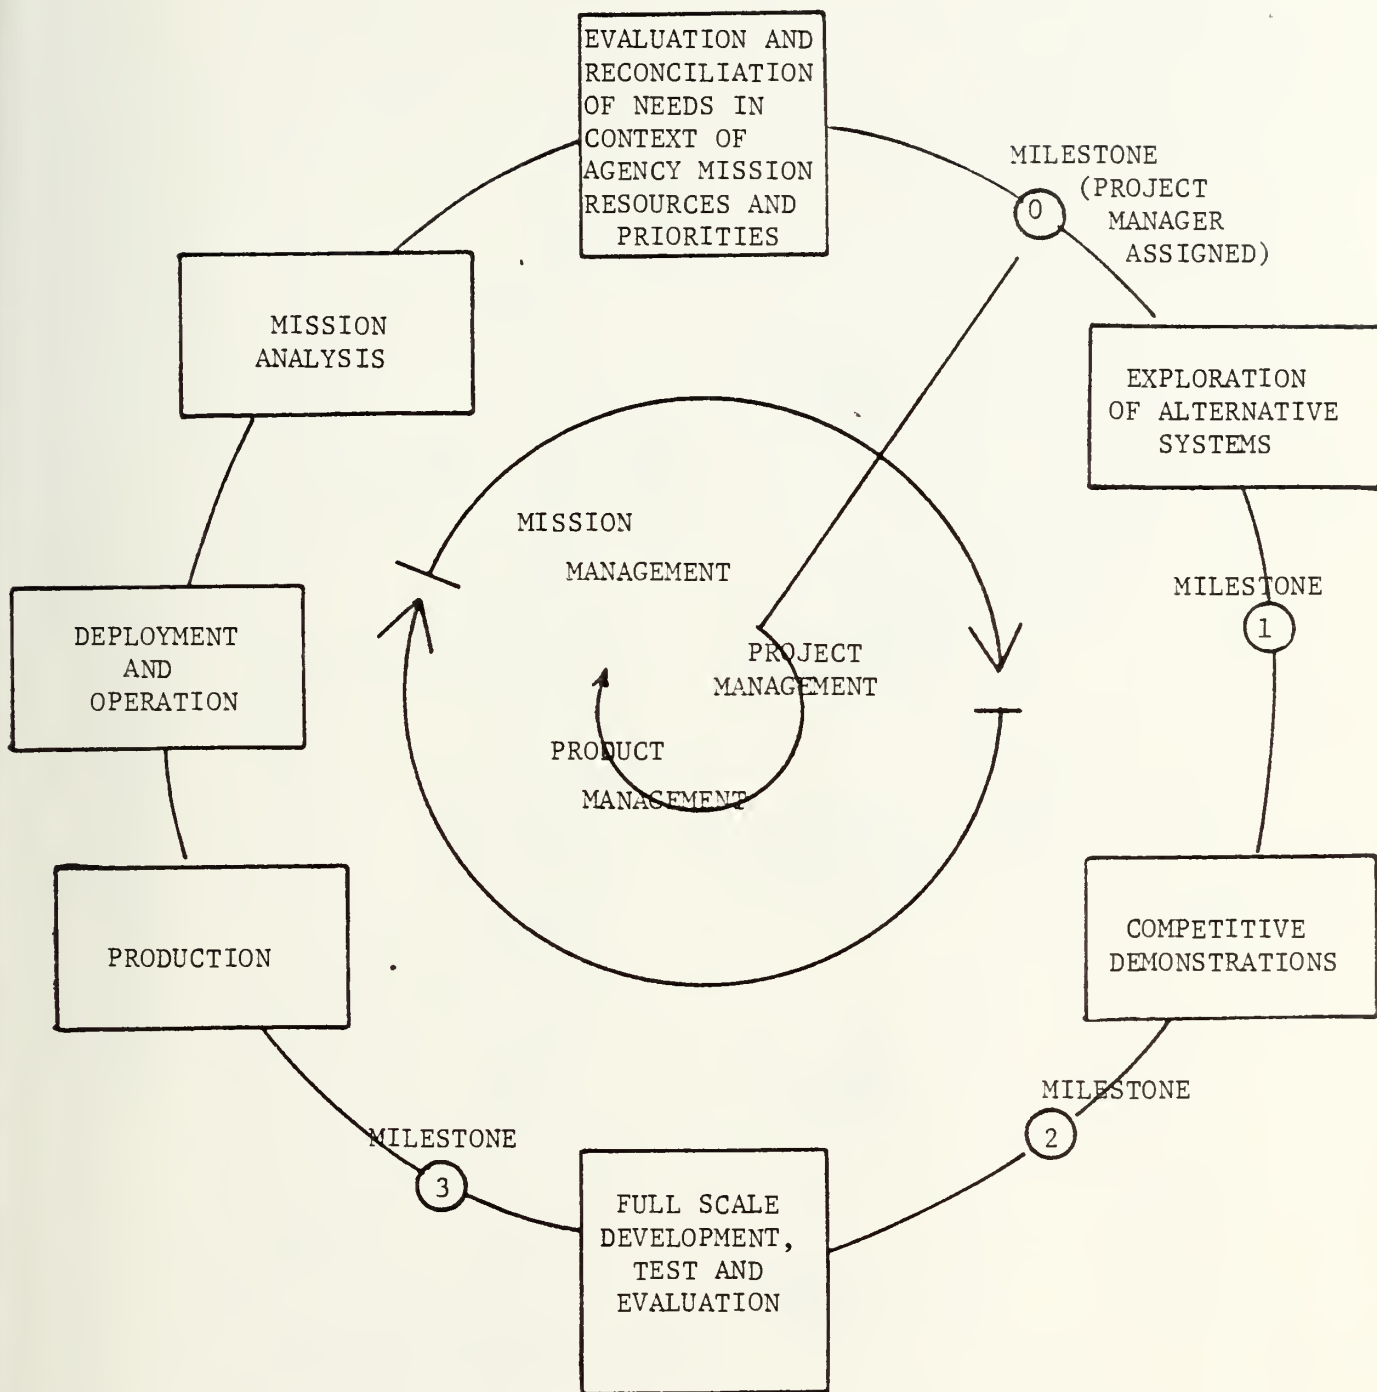 EVALUATION AND
RECONCILIATION
OF NEEDS IN
CONTEXT OF
AGENCY MISSION
RESOURCES AND
PRIORITIES
MILESTONE
(PROJECT
MANAGER
ASSIGNED)
0
MISSION
ANALYSIS
EXPLORATION
OF ALTERNATIVE
SYSTEMS
MISSION
MANAGEMENT
MILESTONE
1
DEPLOYMENT
AND
OPERATION
PROJECT
MANAGEMENT
PRODUCT
MANAGEMENT
PRODUCTION
COMPETITIVE
DEMONSTRATIONS
MILESTONE
2
MILESTONE
3
FULL SCALE
DEVELOPMENT,
TEST AND
EVALUATION